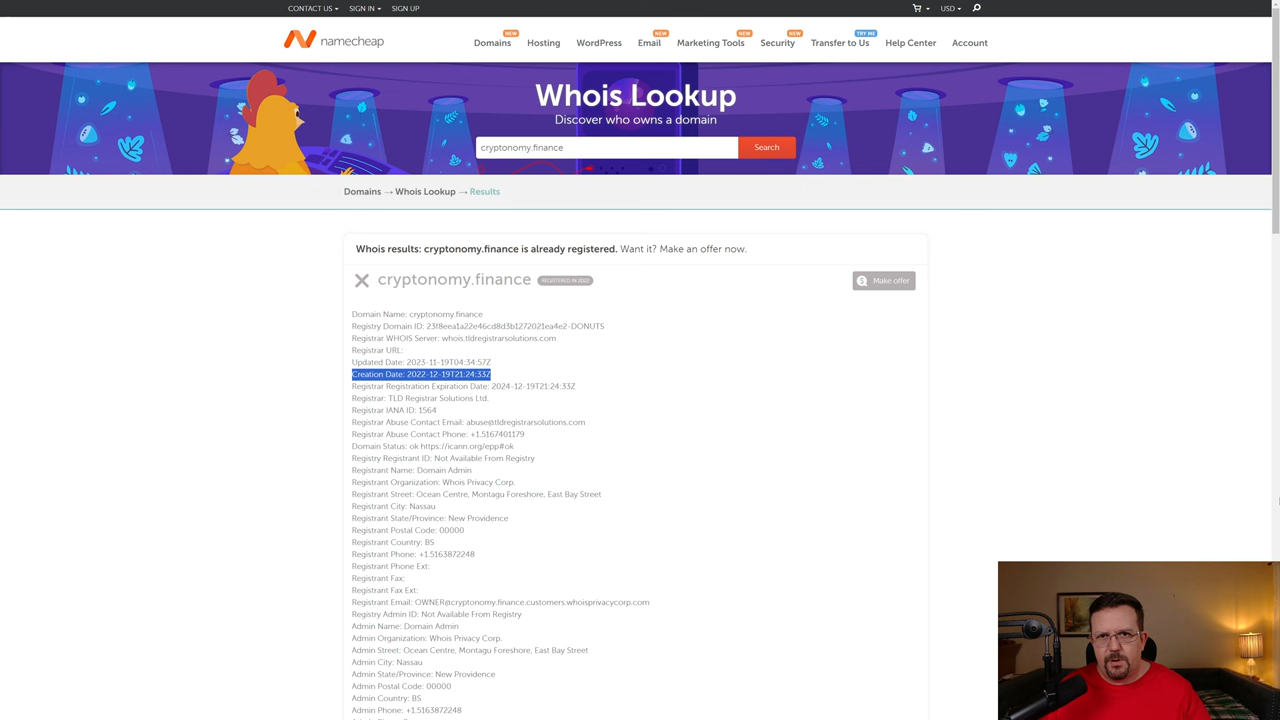 CONTACT US SIGN IN SIGN UP USD
namecheap
Domains NEW Hosting WordPress Email NEW Marketing Tools NEW Security NEW Transfer to Us TRY ME Help Center Account
Whois Lookup
Discover who owns a domain
cryptonomy.finance Search
Domains → Whois Lookup → Results
Whois results: cryptonomy.finance is already registered. Want it? Make an offer now.
cryptonomy.finance REGISTERED IN 2022 Make offer
Domain Name: cryptonomy.finance
Registry Domain ID: 23f8eea1a22e46cd8d3b1272021ea4e2-DONUTS
Registrar WHOIS Server: whois.tldregistrarsolutions.com
Registrar URL:
Updated Date: 2023-11-19T04:34:57Z
Creation Date: 2022-12-19T21:24:33Z
Registrar Registration Expiration Date: 2024-12-19T21:24:33Z
Registrar: TLD Registrar Solutions Ltd.
Registrar IANA ID: 1564
Registrar Abuse Contact Email: abuse@tldregistrarsolutions.com
Registrar Abuse Contact Phone: +1.5167401179
Domain Status: ok https://icann.org/epp#ok
Registry Registrant ID: Not Available From Registry
Registrant Name: Domain Admin
Registrant Organization: Whois Privacy Corp.
Registrant Street: Ocean Centre, Montagu Foreshore, East Bay Street
Registrant City: Nassau
Registrant State/Province: New Providence
Registrant Postal Code: 00000
Registrant Country: BS
Registrant Phone: +1.5163872248
Registrant Phone Ext:
Registrant Fax:
Registrant Fax Ext:
Registrant Email: OWNER@cryptonomy.finance.customers.whoisprivacycorp.com
Registry Admin ID: Not Available From Registry
Admin Name: Domain Admin
Admin Organization: Whois Privacy Corp.
Admin Street: Ocean Centre, Montagu Foreshore, East Bay Street
Admin City: Nassau
Admin State/Province: New Providence
Admin Postal Code: 00000
Admin Country: BS
Admin Phone: +1.5163872248